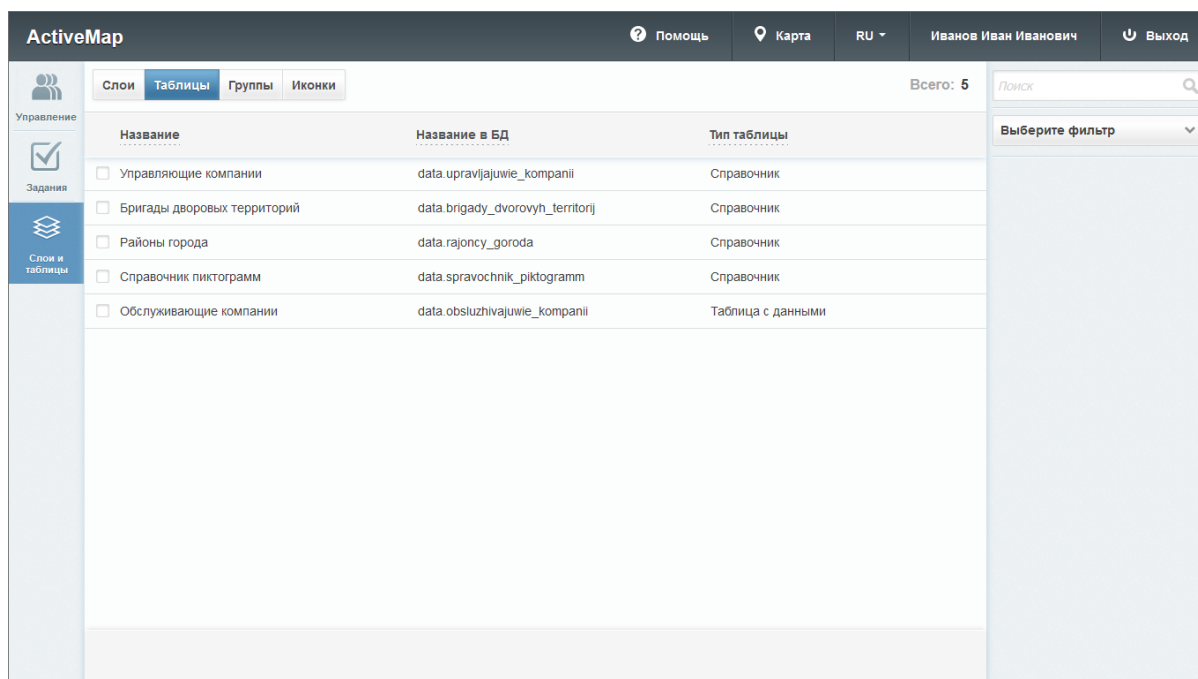 ActiveMap
Помощь
Карта
RU
Иванов Иван Иванович
Выход
Управление
Задания
Слои и
таблицы
Слои
Таблицы
Группы
Иконки
Всего: 5
Название
Название в БД
Тип таблицы
Управляющие компании
data.upravljajuwie_kompanii
Справочник
Бригады дворовых территорий
data.brigady_dvorovyh_territorij
Справочник
Районы города
data.rajoncy_goroda
Справочник
Справочник пиктограмм
data.spravochnik_piktogramm
Справочник
Обслуживающие компании
data.obsluzhivajuwie_kompanii
Таблица с данными
Поиск
Выберите фильтр